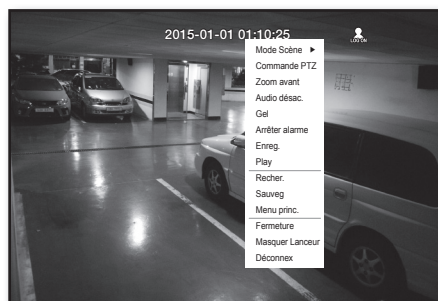 2015-01-01 01:10:25
LOG ON
Mode Scène ▶
Commande PTZ
Zoom avant
Audio désac.
Gel
Arrêter alarme
Enreg.
Play
Recher.
Sauveg
Menu princ.
Fermeture
Masquer Lanceur
Déconnex